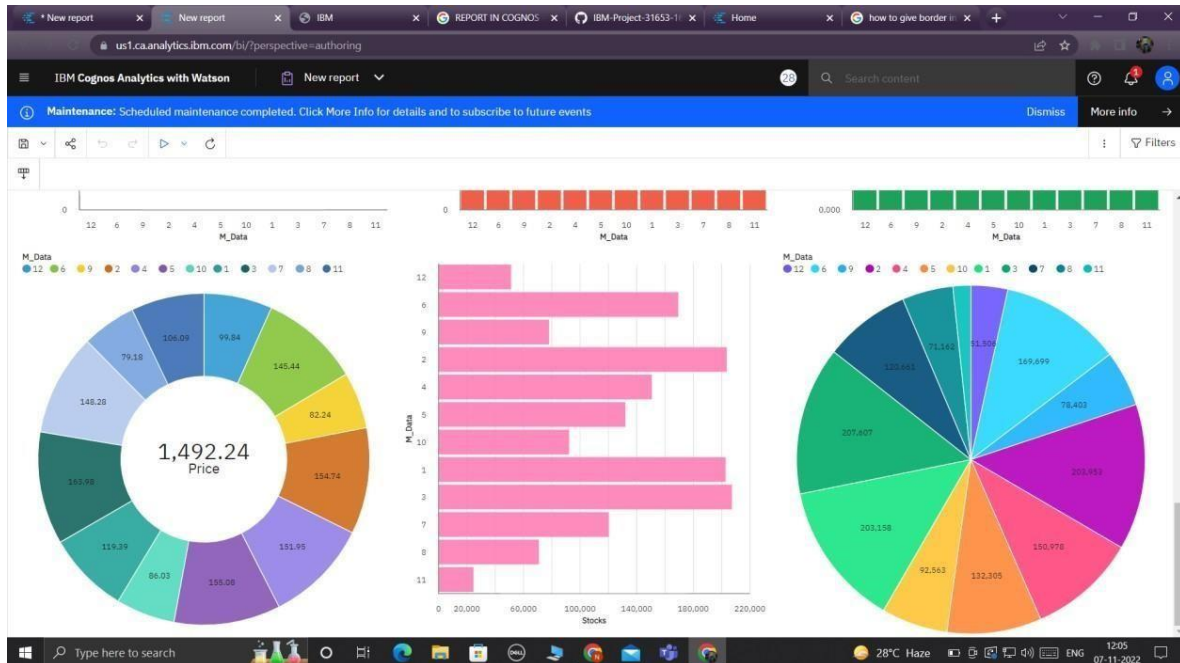 * New report
New report
IBM
REPORT IN COGNOS
IBM-Project-31653-1
Home
how to give border in
us1.ca.analytics.ibm.com/bi/?perspective=authoring
IBM Cognos Analytics with Watson
New report
28
Search content
1
Maintenance: Scheduled maintenance completed. Click More Info for details and to subscribe to future events
Dismiss
More info
Filters
0
12 6 9 2 4 5 10 1 3 7 8 11
M_Data
0
12 6 9 2 4 5 10 1 3 7 8 11
M_Data
0.000
12 6 9 2 4 5 10 1 3 7 8 11
M_Data
M_Data
12 6 9 2 4 5 10 1 3 7 8 11
106.09
99.84
79.18
145.44
148.28
82.24
1,492.24
Price
154.74
163.98
151.95
119.39
86.03
155.08
M_Data
12
6
9
2
4
5
10
1
3
7
8
11
0 20,000 60,000 100,000 140,000 180,000 220,000
Stocks
M_Data
12 6 9 2 4 5 10 1 3 7 8 11
71,162
51,506
169,699
120,661
78,403
207,607
203,953
203,158
150,978
92,563
132,305
Type here to search
DELL
28°C Haze
ENG
12:05
07-11-2022